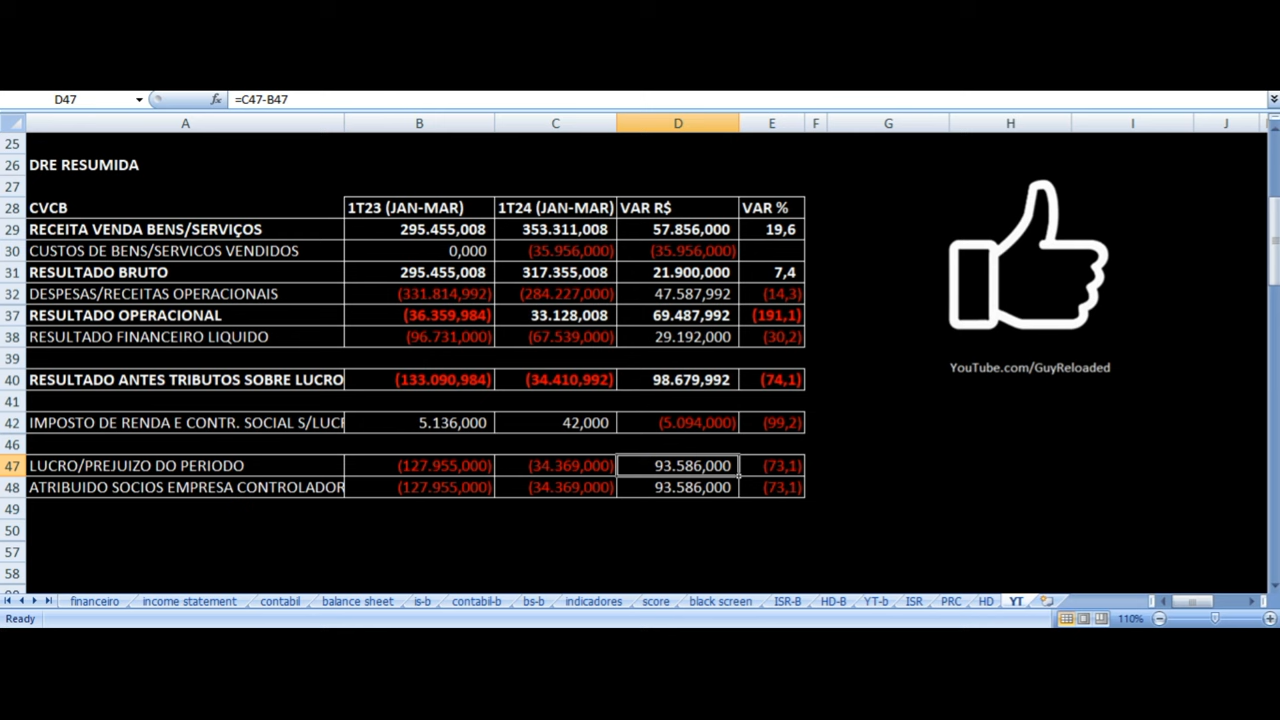 D47 fx =C47-B47
A B C D E F G H I J
25
26 DRE RESUMIDA
27
28 CVCB 1T23 (JAN-MAR) 1T24 (JAN-MAR) VAR R$ VAR %
29 RECEITA VENDA BENS/SERVIÇOS 295.455,008 353.311,008 57.856,000 19,6
30 CUSTOS DE BENS/SERVICOS VENDIDOS 0,000 (35.956,000) (35.956,000)
31 RESULTADO BRUTO 295.455,008 317.355,008 21.900,000 7,4
32 DESPESAS/RECEITAS OPERACIONAIS (331.814,992) (284.227,000) 47.587,992 (14,3)
37 RESULTADO OPERACIONAL (36.359,984) 33.128,008 69.487,992 (191,1)
38 RESULTADO FINANCEIRO LIQUIDO (96.731,000) (67.539,000) 29.192,000 (30,2)
YouTube.com/GuyReloaded
39
40 RESULTADO ANTES TRIBUTOS SOBRE LUCRO (133.090,984) (34.410,992) 98.679,992 (74,1)
41
42 IMPOSTO DE RENDA E CONTR. SOCIAL S/LUCR 5.136,000 42,000 (5.094,000) (99,2)
46
47 LUCRO/PREJUIZO DO PERIODO (127.955,000) (34.369,000) 93.586,000 (73,1)
48 ATRIBUIDO SOCIOS EMPRESA CONTROLADOR (127.955,000) (34.369,000) 93.586,000 (73,1)
49
50
57
58
financeiro income statement contabil balance sheet is-b contabil-b bs-b indicadores score black screen ISR-B HD-B YT-b ISR PRC HD YT
Ready 110%